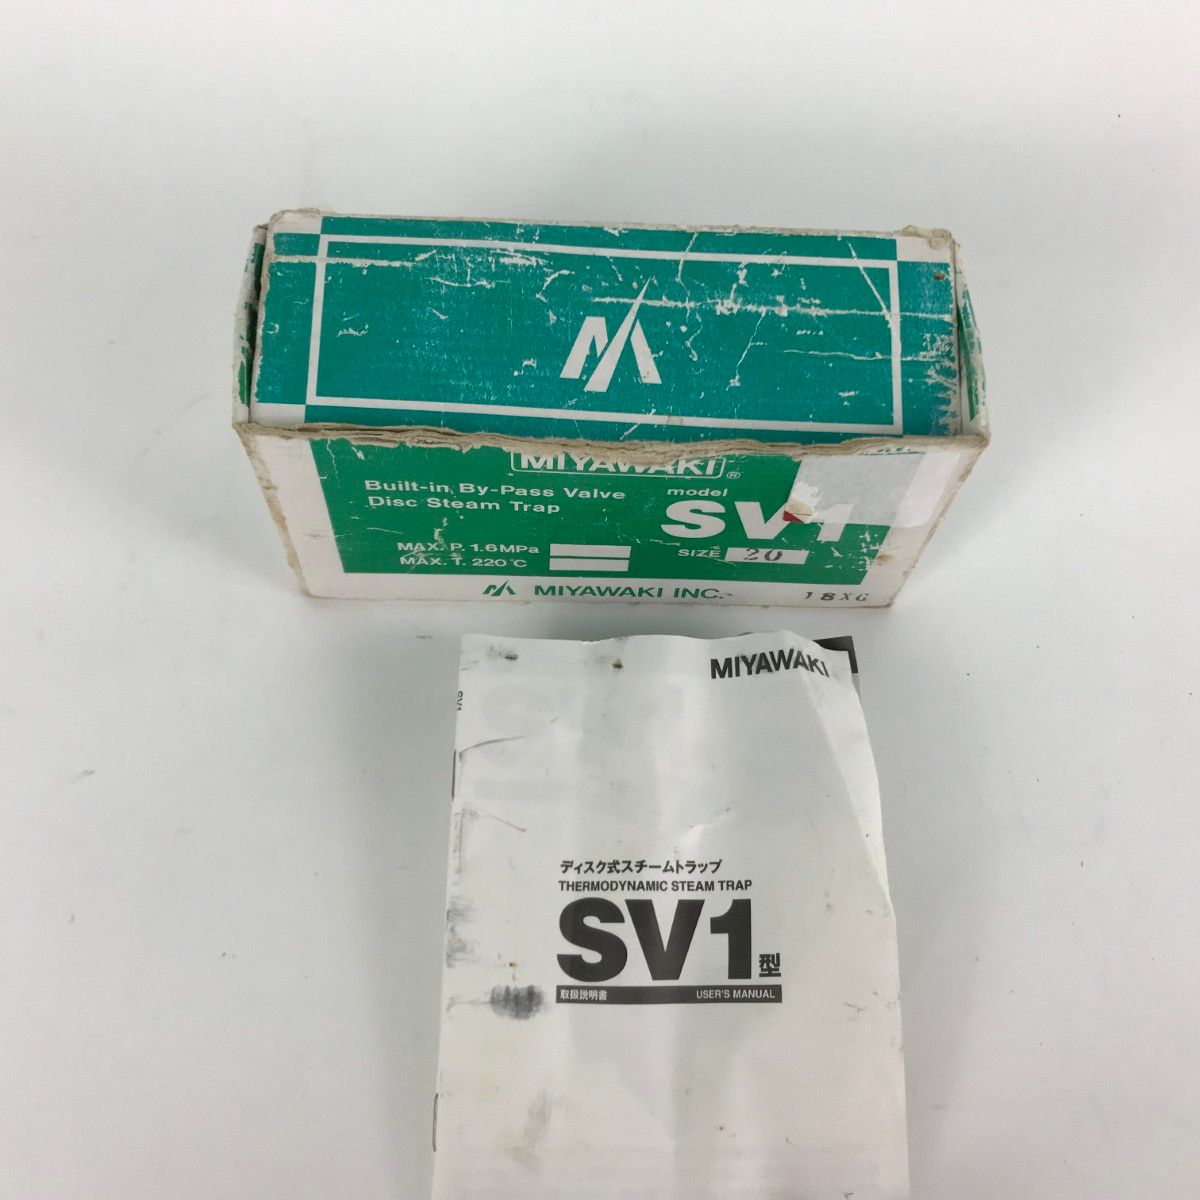 MIYAWAKI®
Built-in By-Pass Valve
Disc Steam Trap
model
SV1
SIZE 20
MAX. P. 1.6MPa
MAX. T. 220°C
MIYAWAKI INC.
18XG
MIYAWAKI
SV1
ディスク式スチームトラップ
THERMODYNAMIC STEAM TRAP
SV1型
取扱説明書 USER'S MANUAL